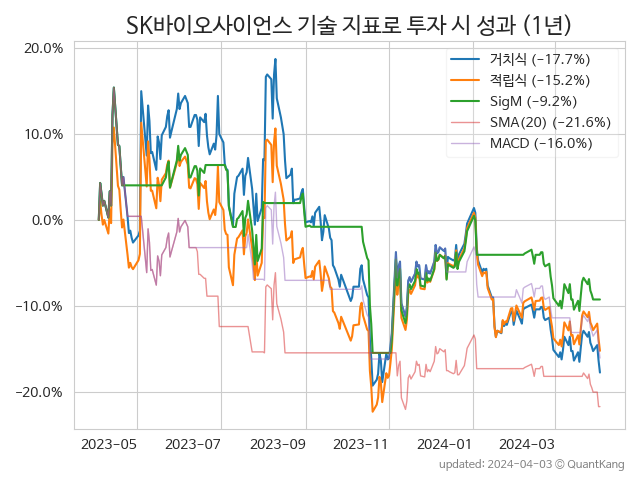 SK바이오사이언스 기술 지표로 투자 시 성과 (1년)
20.0%
10.0%
0.0%
−10.0%
−20.0%
거치식 (−17.7%)
적립식 (−15.2%)
SigM (−9.2%)
SMA(20) (−21.6%)
MACD (−16.0%)
2023-05
2023-07
2023-09
2023-11
2024-01
2024-03
updated: 2024-04-03 © QuantKang